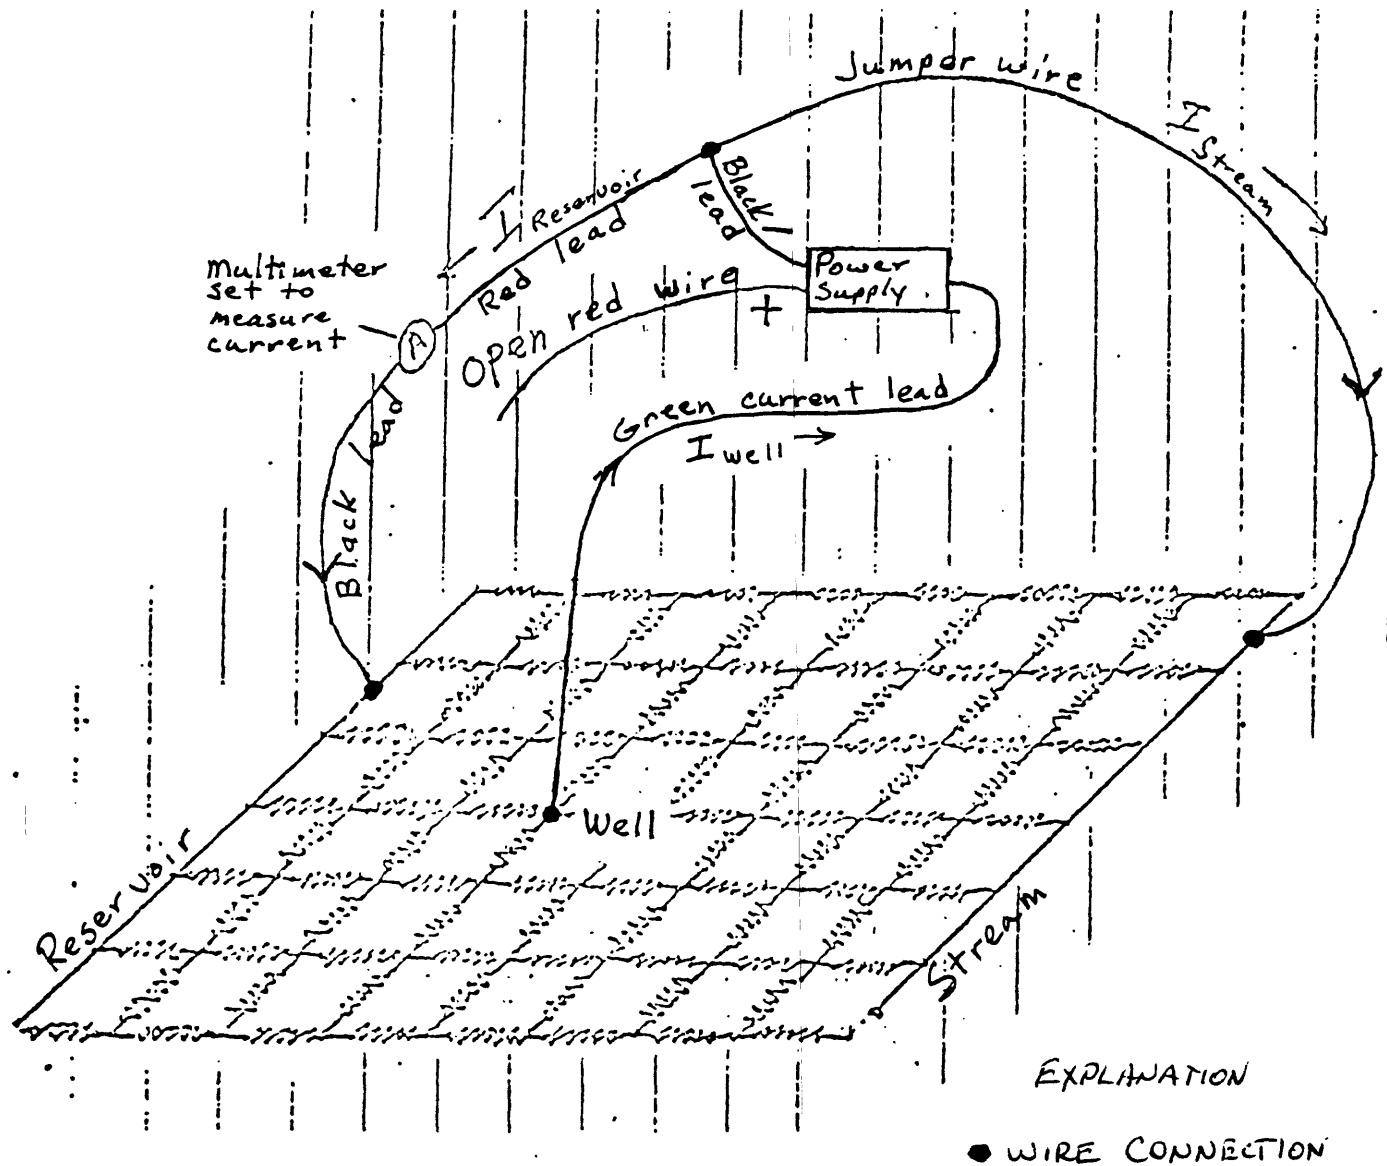 Jumper wire
I Stream
Black
lead
I Reservoir
Red lead
Multimeter
set to
measure
current
A
Power
Supply.
Open red wire
+
Black Lead
Green current lead
I well
Well
Reservoir
Stream
EXPLANATION
WIRE CONNECTION